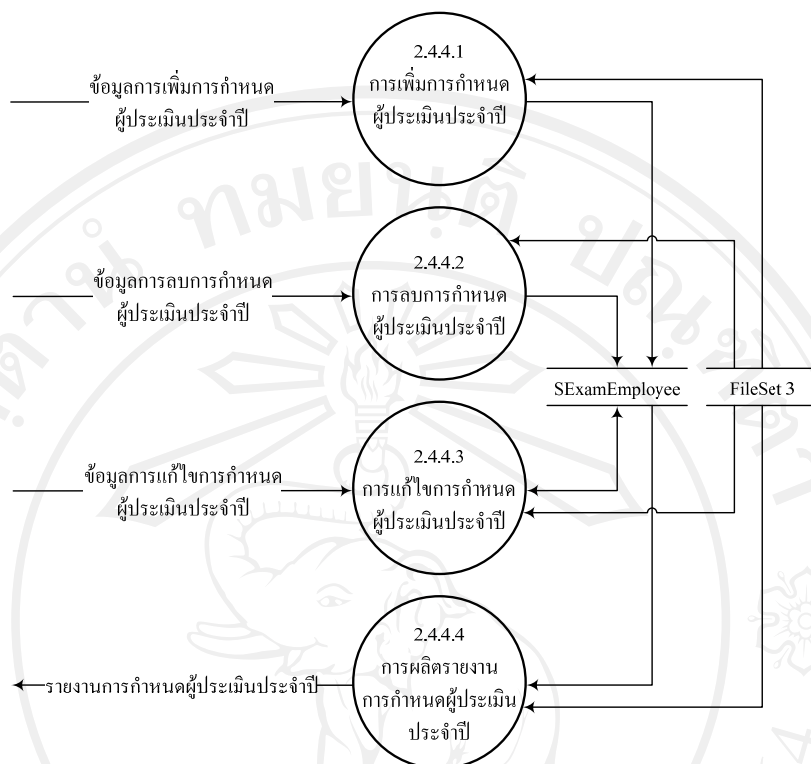 2.4.4.1
การเพิ่มการกำหนด
ผู้ประเมินประจำปี
ข้อมูลการเพิ่มการกำหนด
ผู้ประเมินประจำปี
ทมยนฺติ ปณฺฑิตา
2.4.4.2
การลบการกำหนด
ผู้ประเมินประจำปี
ข้อมูลการลบการกำหนด
ผู้ประเมินประจำปี
SExamEmployee
FileSet 3
2.4.4.3
การแก้ไขการกำหนด
ผู้ประเมินประจำปี
ข้อมูลการแก้ไขการกำหนด
ผู้ประเมินประจำปี
2.4.4.4
การผลิตรายงาน
การกำหนดผู้ประเมิน
ประจำปี
รายงานการกำหนดผู้ประเมินประจำปี